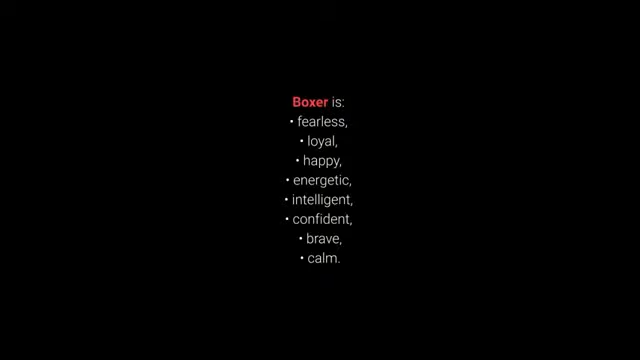 Boxer is:
• fearless,
• loyal,
• happy,
• energetic,
• intelligent,
• confident,
• brave,
• calm.